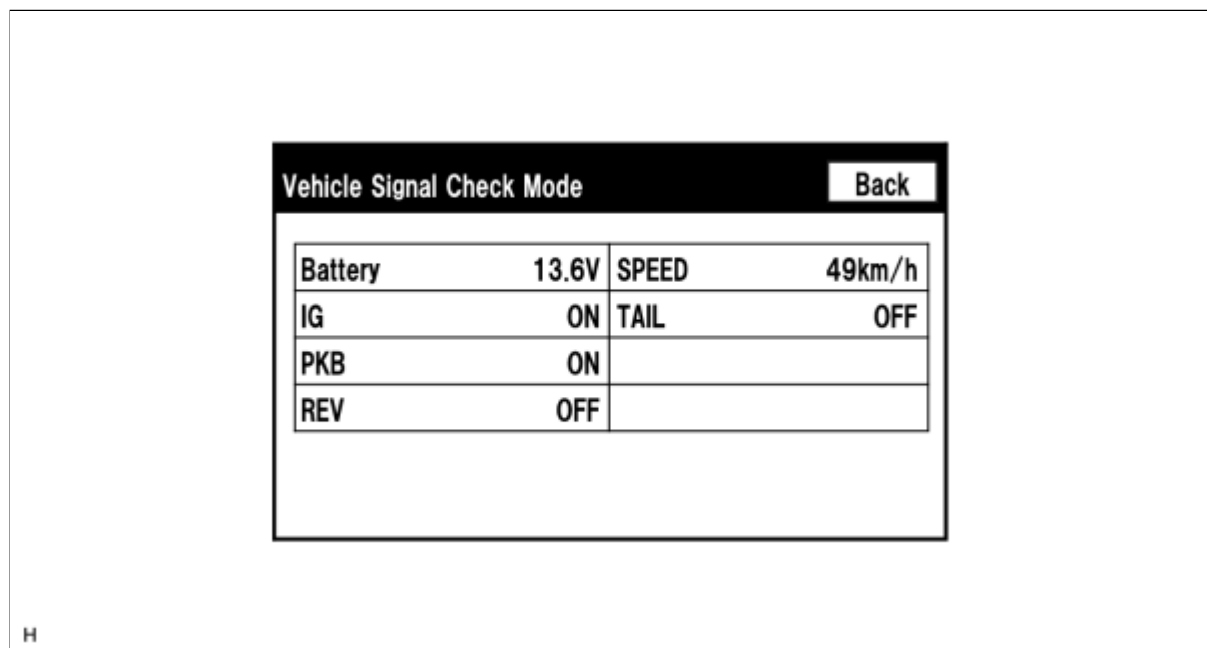 Vehicle Signal Check Mode Back
Battery 13.6V SPEED 49km/h
IG ON TAIL OFF
PKB ON
REV OFF
H